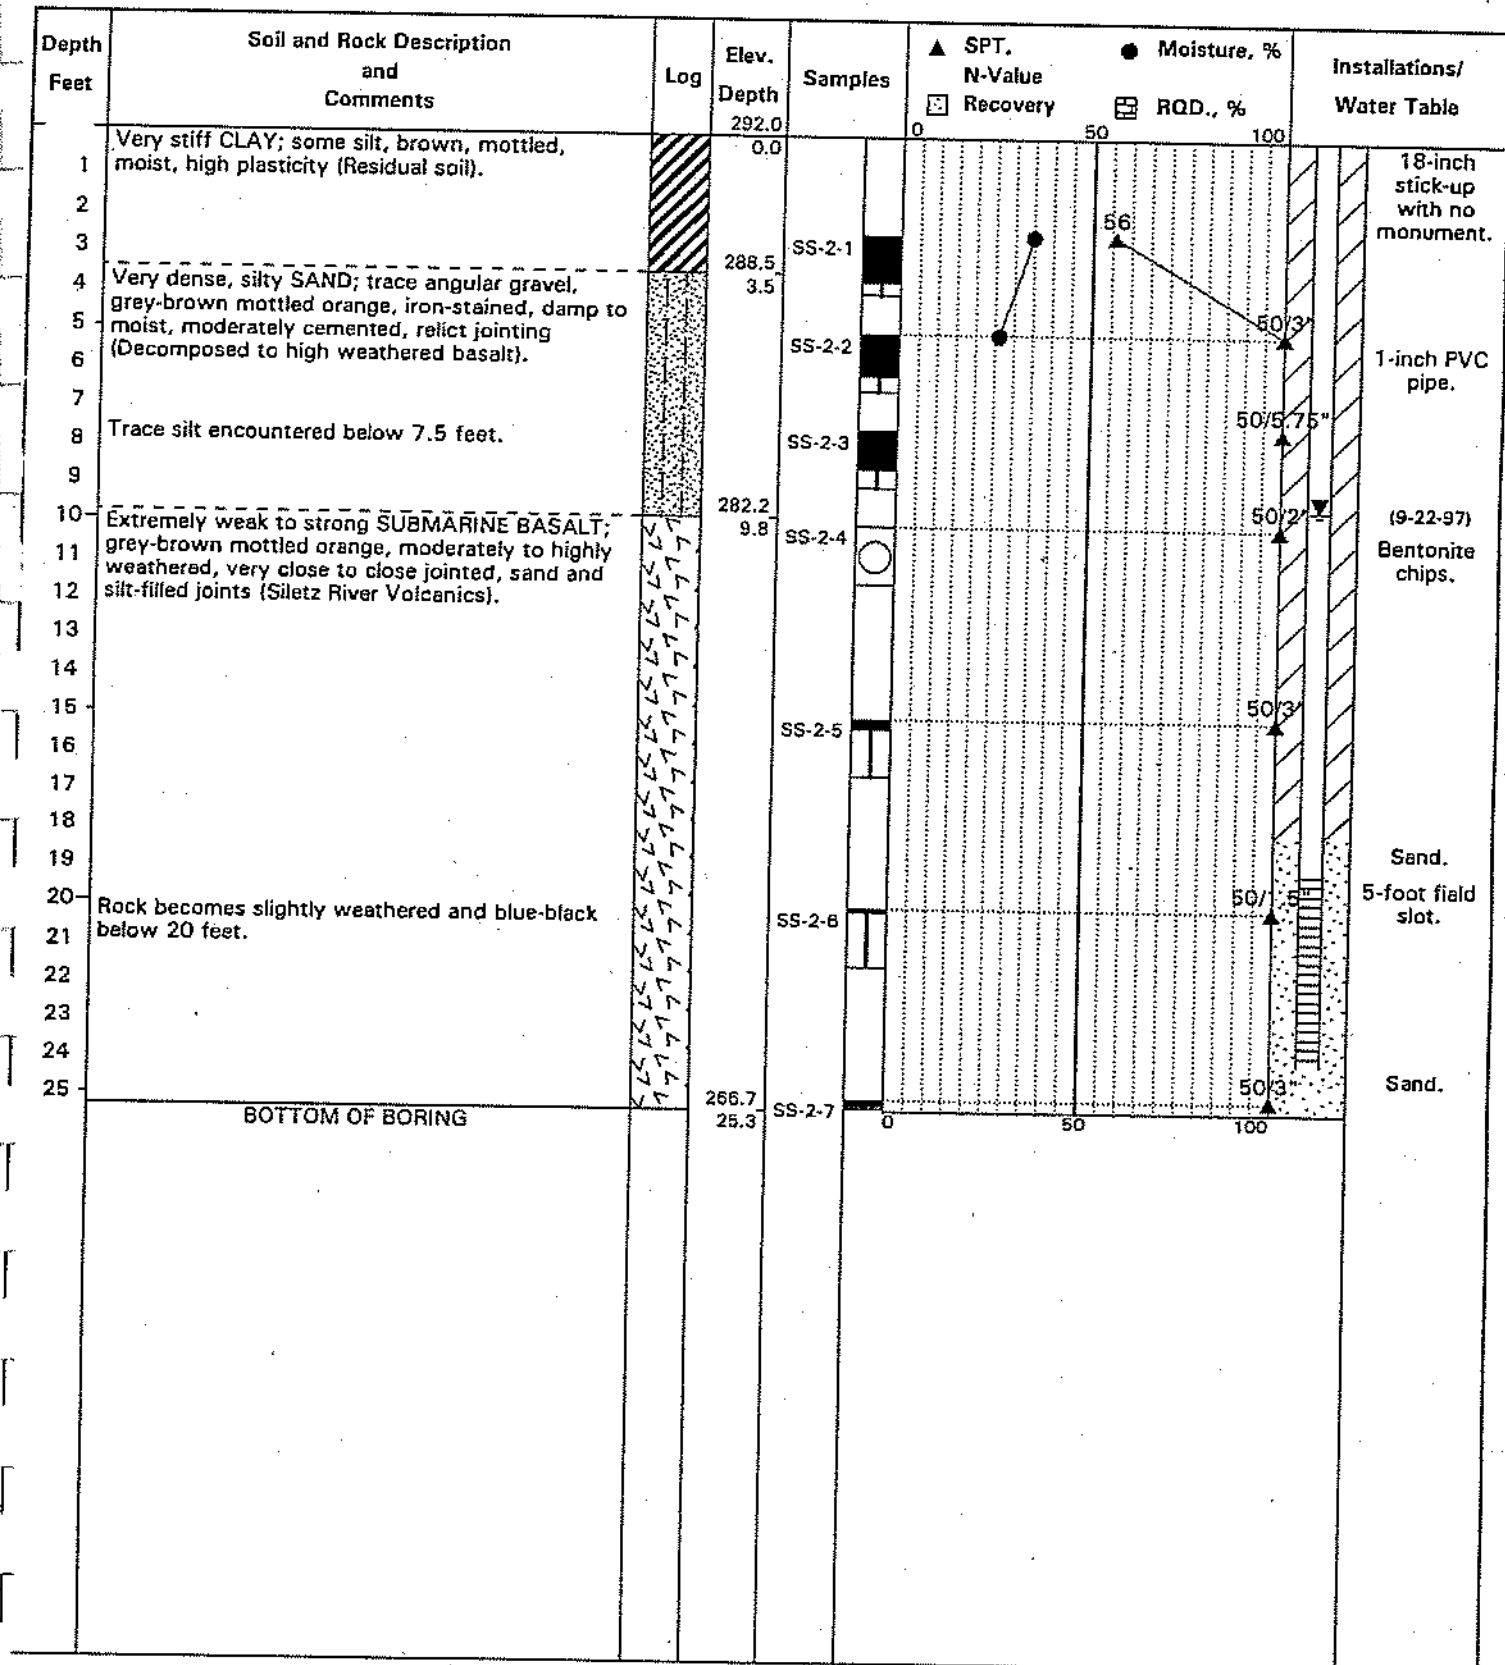 Depth
Feet
Soil and Rock Description
and
Comments
Log
Elev.
Depth
292.0
0.0
Samples
▲ SPT.
N-Value
Recovery
● Moisture, %
RQD., %
Installations/
Water Table
0 50 100
Very stiff CLAY; some silt, brown, mottled,
moist, high plasticity (Residual soil).
1
2
3
4
5
6
7
8
9
10
11
12
13
14
15
16
17
18
19
20
21
22
23
24
25
288.5
3.5
Very dense, silty SAND; trace angular gravel,
grey-brown mottled orange, iron-stained, damp to
moist, moderately cemented, relict jointing
(Decomposed to high weathered basalt).
Trace silt encountered below 7.5 feet.
282.2
9.8
Extremely weak to strong SUBMARINE BASALT;
grey-brown mottled orange, moderately to highly
weathered, very close to close jointed, sand and
silt-filled joints (Siletz River Volcanics).
Rock becomes slightly weathered and blue-black
below 20 feet.
266.7
25.3
BOTTOM OF BORING
SS-2-1
SS-2-2
SS-2-3
SS-2-4
SS-2-5
SS-2-6
SS-2-7
56
50/3"
50/5.75"
50/2"
50/3"
50/1.5"
50/3"
0 50 100
18-inch
stick-up
with no
monument.
1-inch PVC
pipe.
(9-22-97)
Bentonite
chips.
Sand.
5-foot fiald
slot.
Sand.